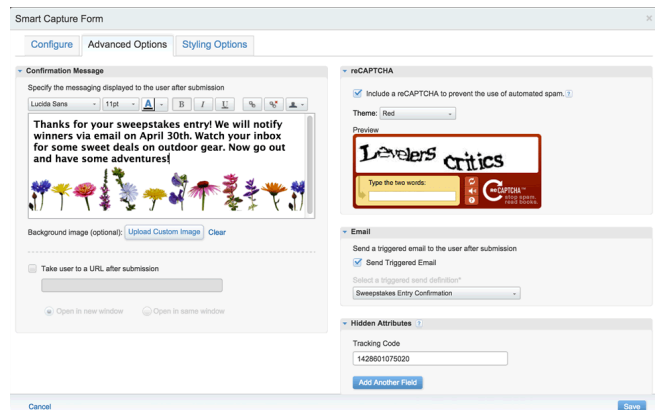 Smart Capture Form
Configure
Advanced Options
Styling Options
Confirmation Message
Specify the messaging displayed to the user after submission
Lucida Sans
11pt
A
B
I
U
Thanks for your sweepstakes entry! We will notify
winners via email on April 30th. Watch your inbox
for some sweet deals on outdoor gear. Now go out
and have some adventures!
Background image (optional):
Upload Custom Image
Clear
Take user to a URL after submission
Open in new window
Open in same window
reCAPTCHA
Include a reCAPTCHA to prevent the use of automated spam.
Theme: Red
Preview
Levelers critics
Type the two words:
reCAPTCHA™
stop spam.
read books.
Email
Send a triggered email to the user after submission
Send Triggered Email
Select a triggered send definition*
Sweepstakes Entry Confirmation
Hidden Attributes
Tracking Code
1428601075020
Add Another Field
Cancel
Save